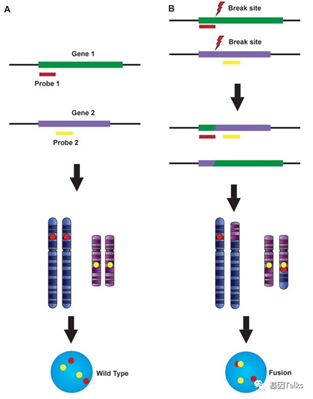 A
B
Break site
Gene 1
Probe 1
Break site
Gene 2
Probe 2
Wild Type
Fusion
基因Talks